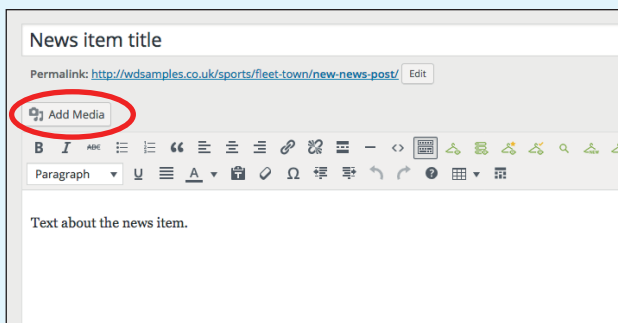 News item title
Permalink: http://wdsamples.co.uk/sports/fleet-town/new-news-post/ Edit
Add Media
B I ABC
Paragraph U A T Ω ?
Text about the news item.